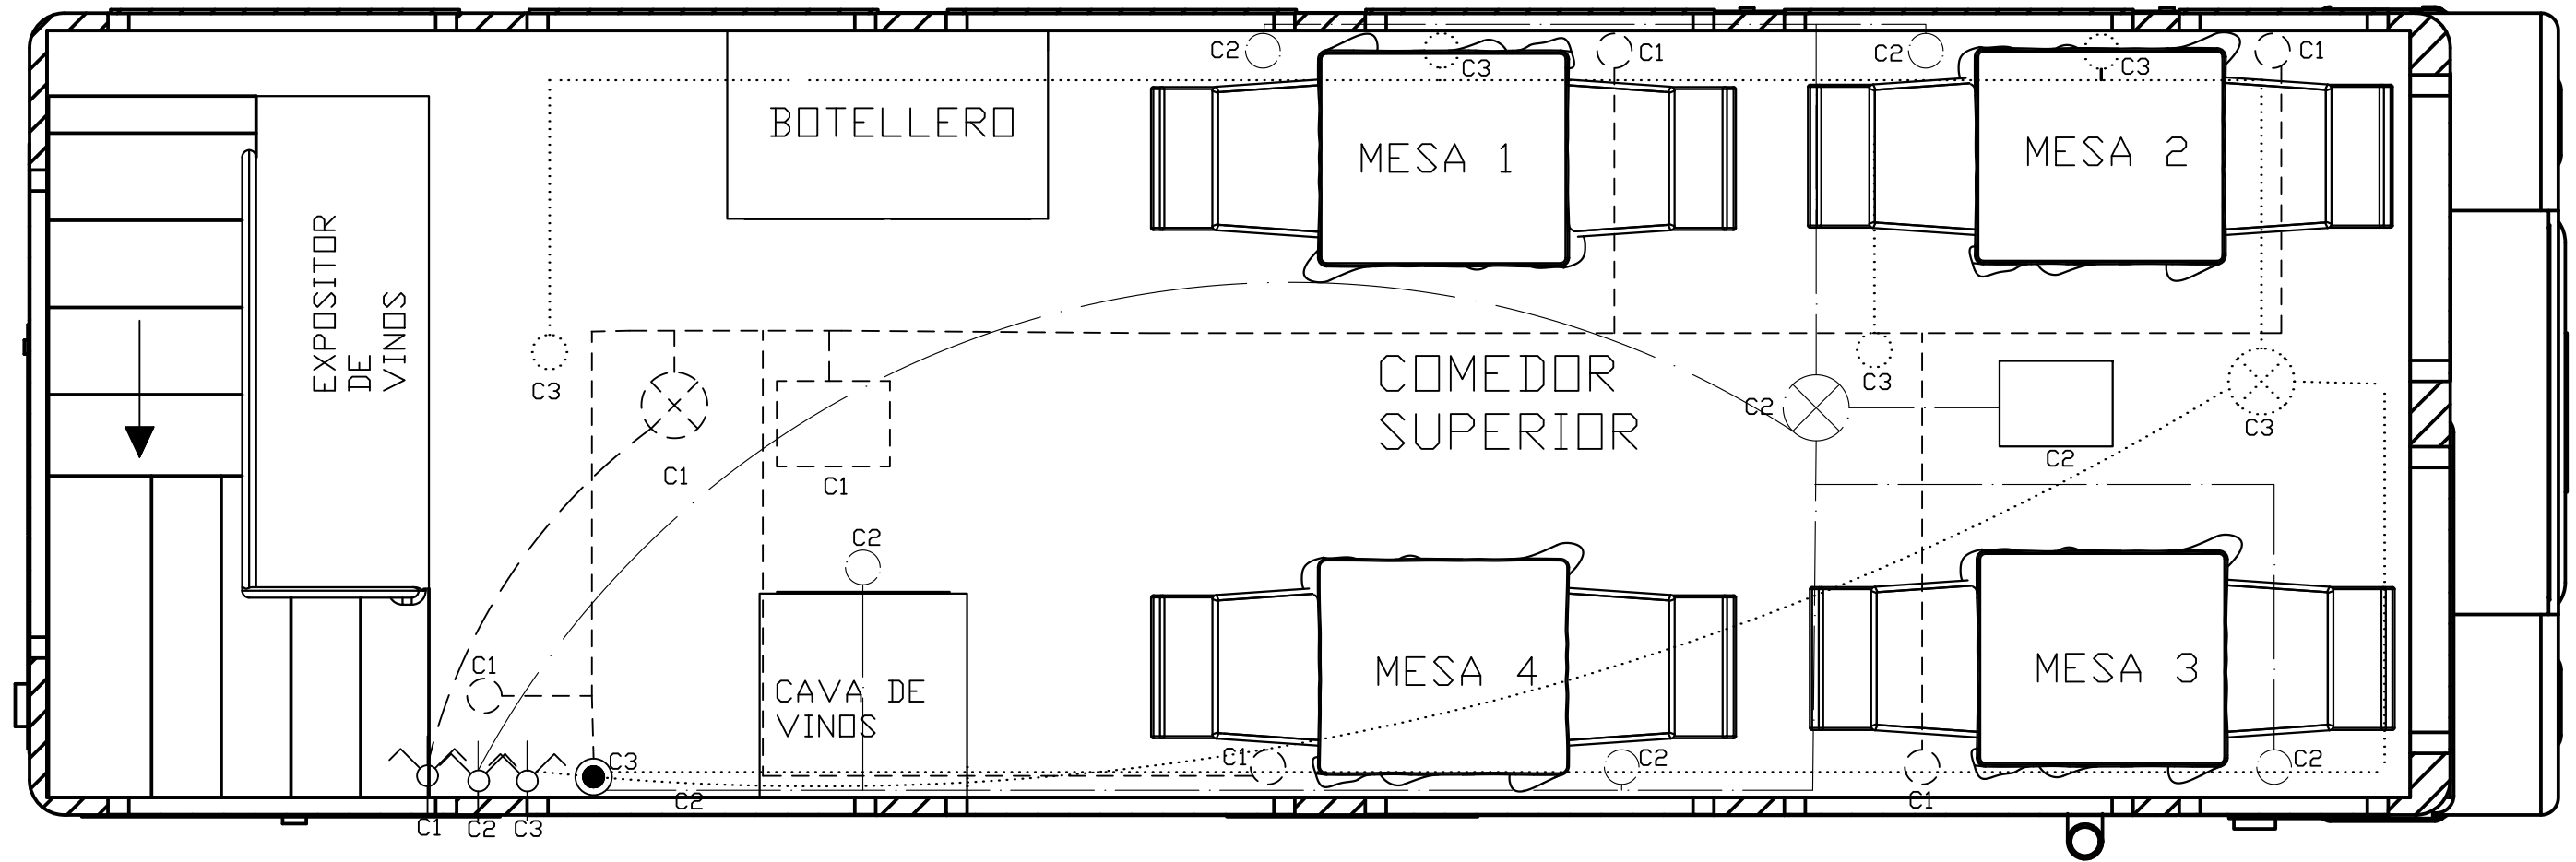 C2
C3
C1
C2
C3
C1
BOTELLERO
MESA 1
MESA 2
EXPOSITOR
DE
VINOS
C3
C1
C1
COMEDOR
SUPERIOR
C3
C2
C2
C3
C2
C1
CAVA DE
VINOS
MESA 4
MESA 3
C3
C2
C1
C2
C1
C2
C1
C2
C3